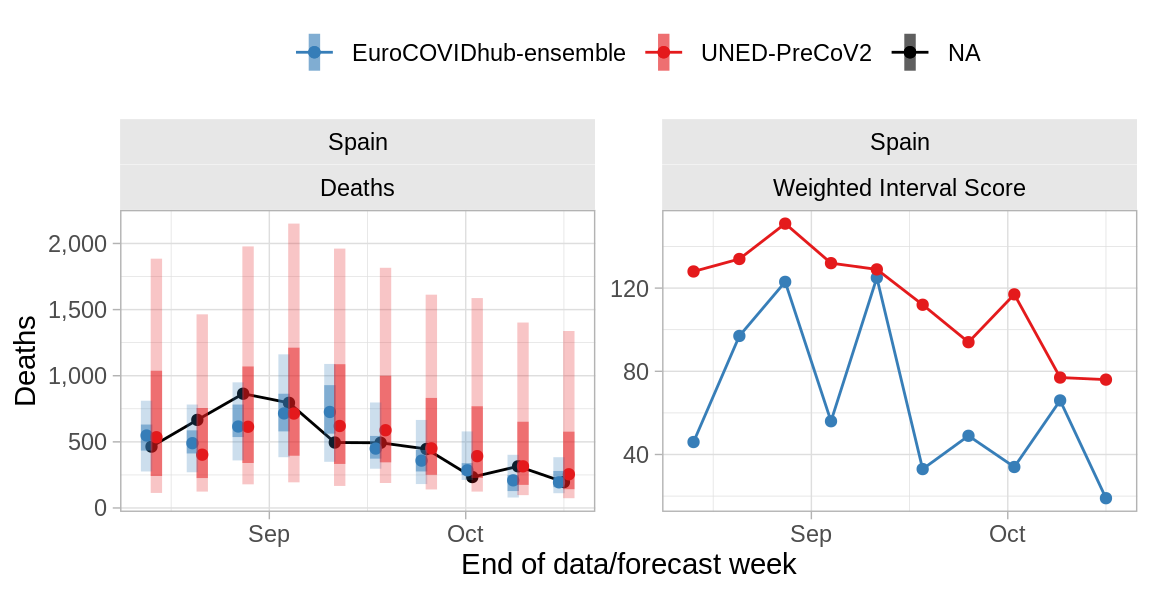 EuroCOVIDhub-ensemble UNED-PreCoV2 NA
Spain
Deaths
Deaths
2,000
1,500
1,000
500
0
Sep Oct
Spain
Weighted Interval Score
120
80
40
Sep Oct
End of data/forecast week